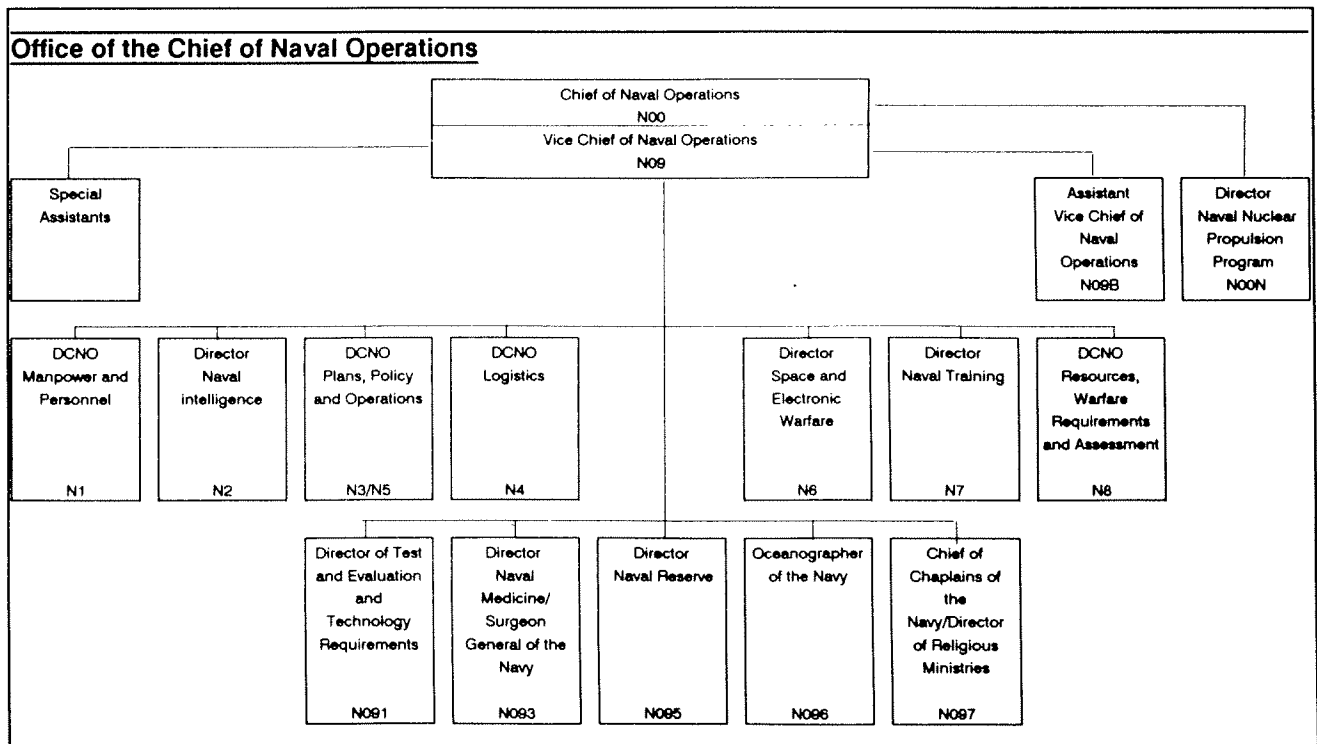 Office of the Chief of Naval Operations
Chief of Naval Operations
N00
Vice Chief of Naval Operations
N09
Special
Assistants
Assistant
Vice Chief of
Naval
Operations
N09B
Director
Naval Nuclear
Propulsion
Program
N00N
DCNO
Manpower and
Personnel
N1
Director
Naval
intelligence
N2
DCNO
Plans, Policy
and Operations
N3/N5
DCNO
Logistics
N4
Director
Space and
Electronic
Warfare
N6
Director
Naval Training
N7
DCNO
Resources,
Warfare
Requirements
and Assessment
N8
Director of Test
and Evaluation
and
Technology
Requirements
N091
Director
Naval
Medicine/
Surgeon
General of the
Navy
N093
Director
Naval Reserve
N095
Oceanographer
of the Navy
N096
Chief of
Chaplains of
the
Navy/Director
of Religious
Ministries
N097